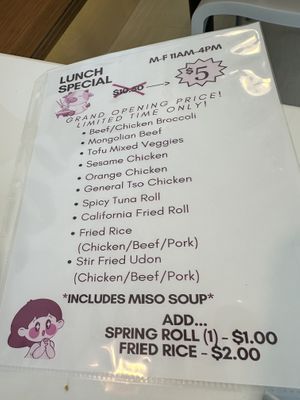 LUNCH SPECIAL
M-F 11AM-4PM
$10.50
$5
GRAND OPENING PRICE!
LIMITED TIME ONLY!
• Beef/Chicken Broccoli
• Mongolian Beef
• Tofu Mixed Veggies
• Sesame Chicken
• Orange Chicken
• General Tso Chicken
• Spicy Tuna Roll
• California Fried Roll
• Fried Rice
(Chicken/Beef/Pork)
• Stir Fried Udon
(Chicken/Beef/Pork)
*INCLUDES MISO SOUP*
ADD...
SPRING ROLL (1) - $1.00
FRIED RICE - $2.00